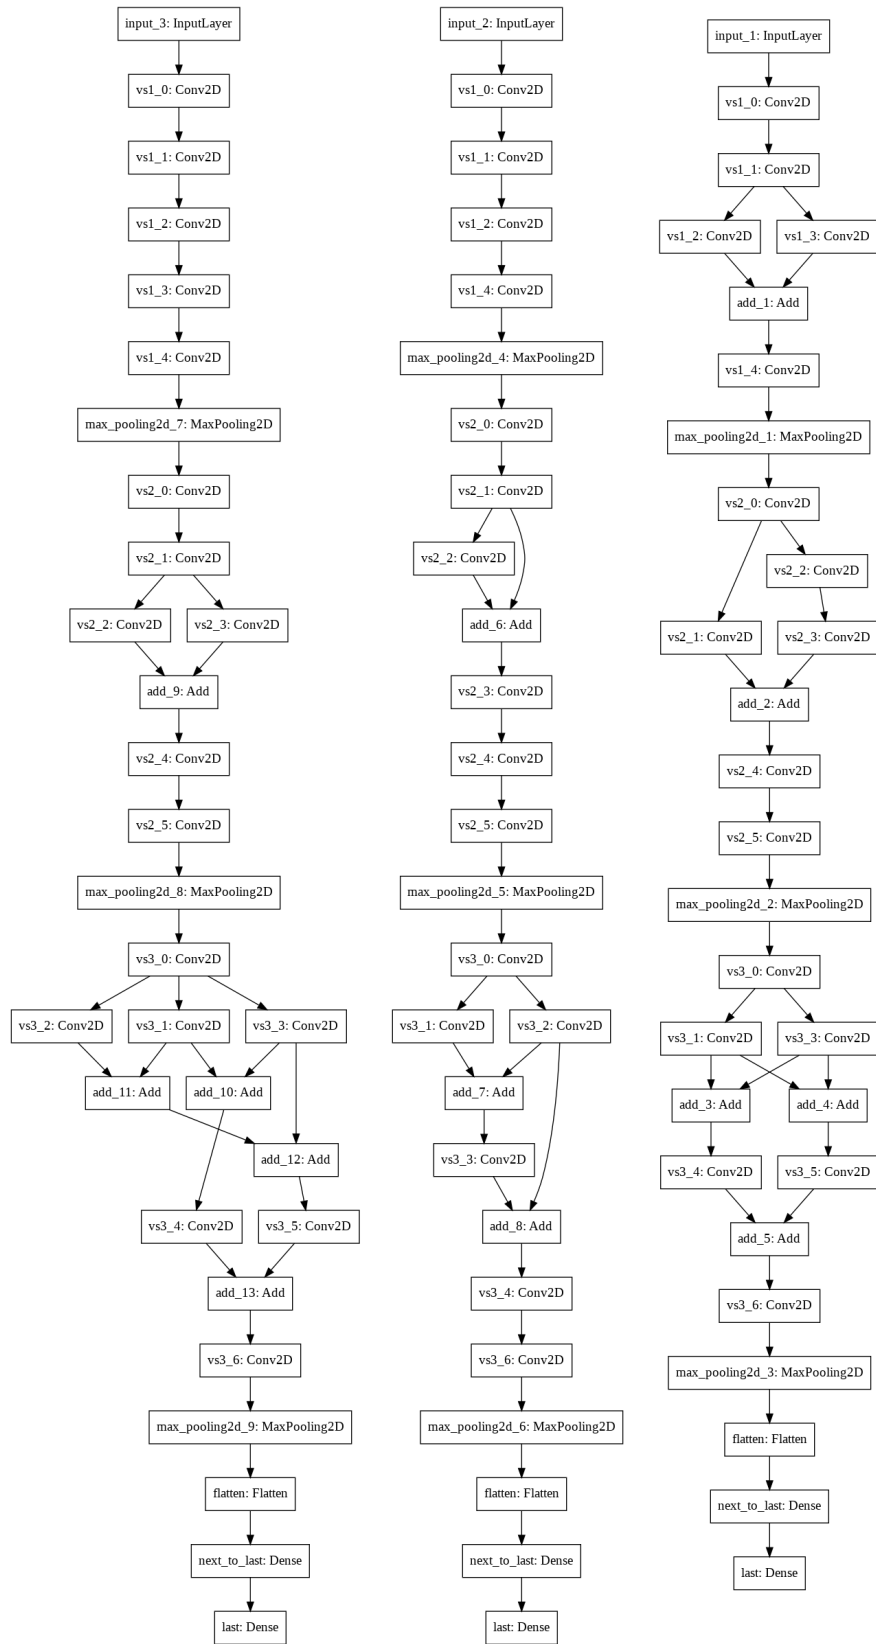 input_3: InputLayer
vs1_0: Conv2D
vs1_1: Conv2D
vs1_2: Conv2D
vs1_3: Conv2D
vs1_4: Conv2D
max_pooling2d_7: MaxPooling2D
vs2_0: Conv2D
vs2_1: Conv2D
vs2_2: Conv2D
vs2_3: Conv2D
add_9: Add
vs2_4: Conv2D
vs2_5: Conv2D
max_pooling2d_8: MaxPooling2D
vs3_0: Conv2D
vs3_2: Conv2D
vs3_1: Conv2D
vs3_3: Conv2D
add_11: Add
add_10: Add
add_12: Add
vs3_4: Conv2D
vs3_5: Conv2D
add_13: Add
vs3_6: Conv2D
max_pooling2d_9: MaxPooling2D
flatten: Flatten
next_to_last: Dense
last: Dense
input_2: InputLayer
vs1_0: Conv2D
vs1_1: Conv2D
vs1_2: Conv2D
vs1_4: Conv2D
max_pooling2d_4: MaxPooling2D
vs2_0: Conv2D
vs2_1: Conv2D
vs2_2: Conv2D
add_6: Add
vs2_3: Conv2D
vs2_4: Conv2D
vs2_5: Conv2D
max_pooling2d_5: MaxPooling2D
vs3_0: Conv2D
vs3_1: Conv2D
vs3_2: Conv2D
add_7: Add
vs3_3: Conv2D
add_8: Add
vs3_4: Conv2D
vs3_6: Conv2D
max_pooling2d_6: MaxPooling2D
flatten: Flatten
next_to_last: Dense
last: Dense
input_1: InputLayer
vs1_0: Conv2D
vs1_1: Conv2D
vs1_2: Conv2D
vs1_3: Conv2D
add_1: Add
vs1_4: Conv2D
max_pooling2d_1: MaxPooling2D
vs2_0: Conv2D
vs2_2: Conv2D
vs2_1: Conv2D
vs2_3: Conv2D
add_2: Add
vs2_4: Conv2D
vs2_5: Conv2D
max_pooling2d_2: MaxPooling2D
vs3_0: Conv2D
vs3_1: Conv2D
vs3_3: Conv2D
add_3: Add
add_4: Add
vs3_4: Conv2D
vs3_5: Conv2D
add_5: Add
vs3_6: Conv2D
max_pooling2d_3: MaxPooling2D
flatten: Flatten
next_to_last: Dense
last: Dense